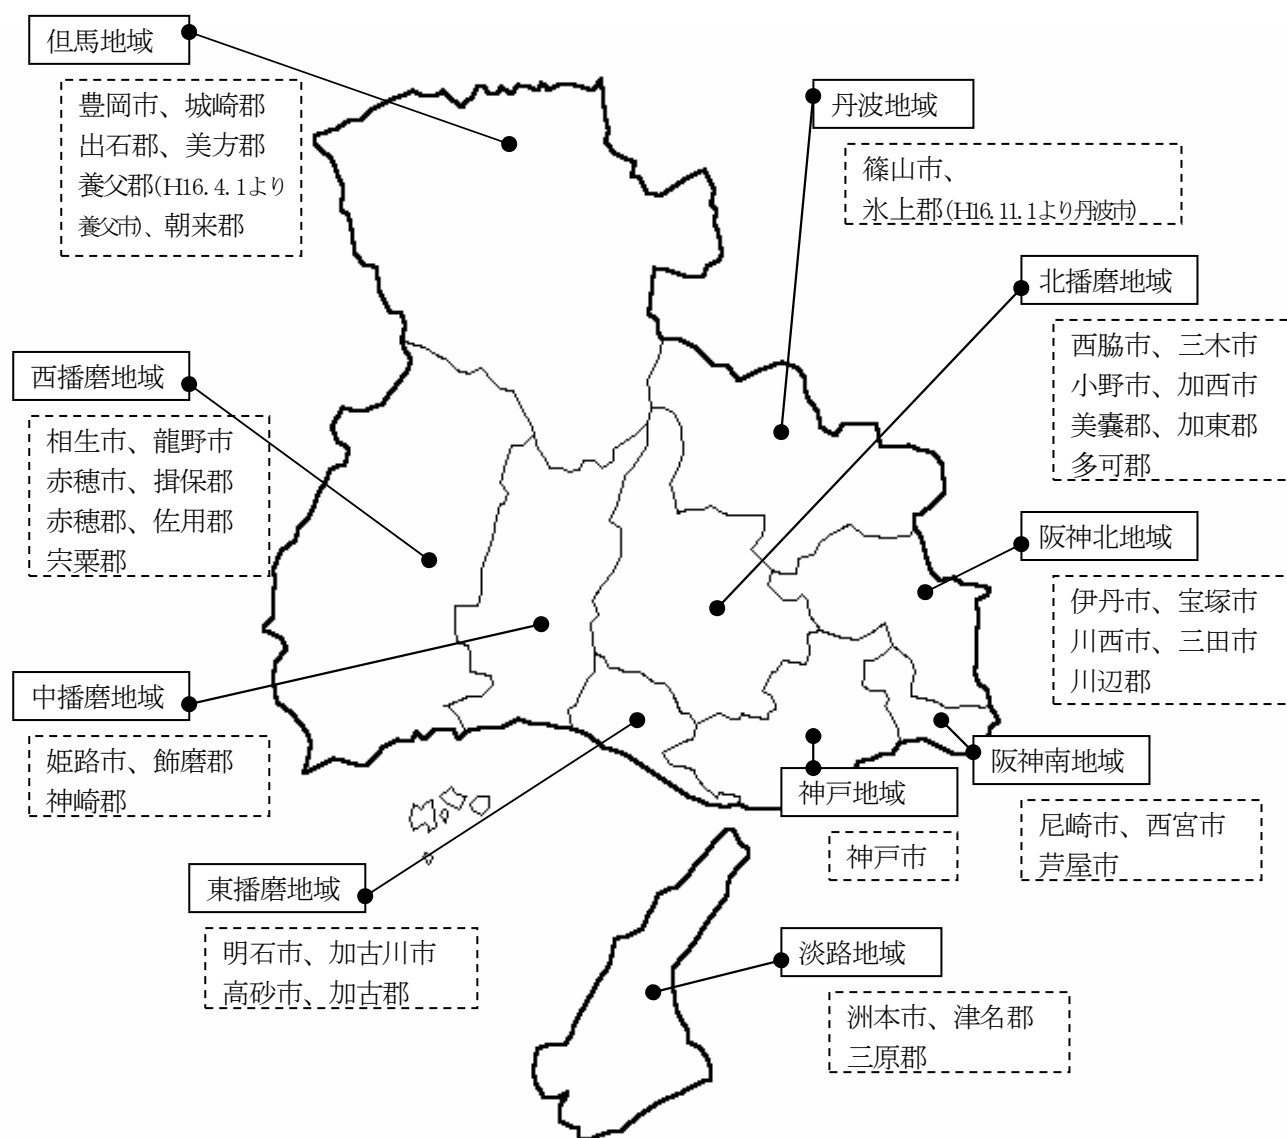 但馬地域
豊岡市、城崎郡
出石郡、美方郡
養父郡(H16.4.1より
養父市)、朝来郡
丹波地域
篠山市、
氷上郡(H16.11.1より丹波市)
北播磨地域
西脇市、三木市
小野市、加西市
美嚢郡、加東郡
多可郡
西播磨地域
相生市、龍野市
赤穂市、揖保郡
赤穂郡、佐用郡
宍粟郡
阪神北地域
伊丹市、宝塚市
川西市、三田市
川辺郡
中播磨地域
姫路市、飾磨郡
神崎郡
阪神南地域
尼崎市、西宮市
芦屋市
神戸地域
神戸市
東播磨地域
明石市、加古川市
高砂市、加古郡
淡路地域
洲本市、津名郡
三原郡